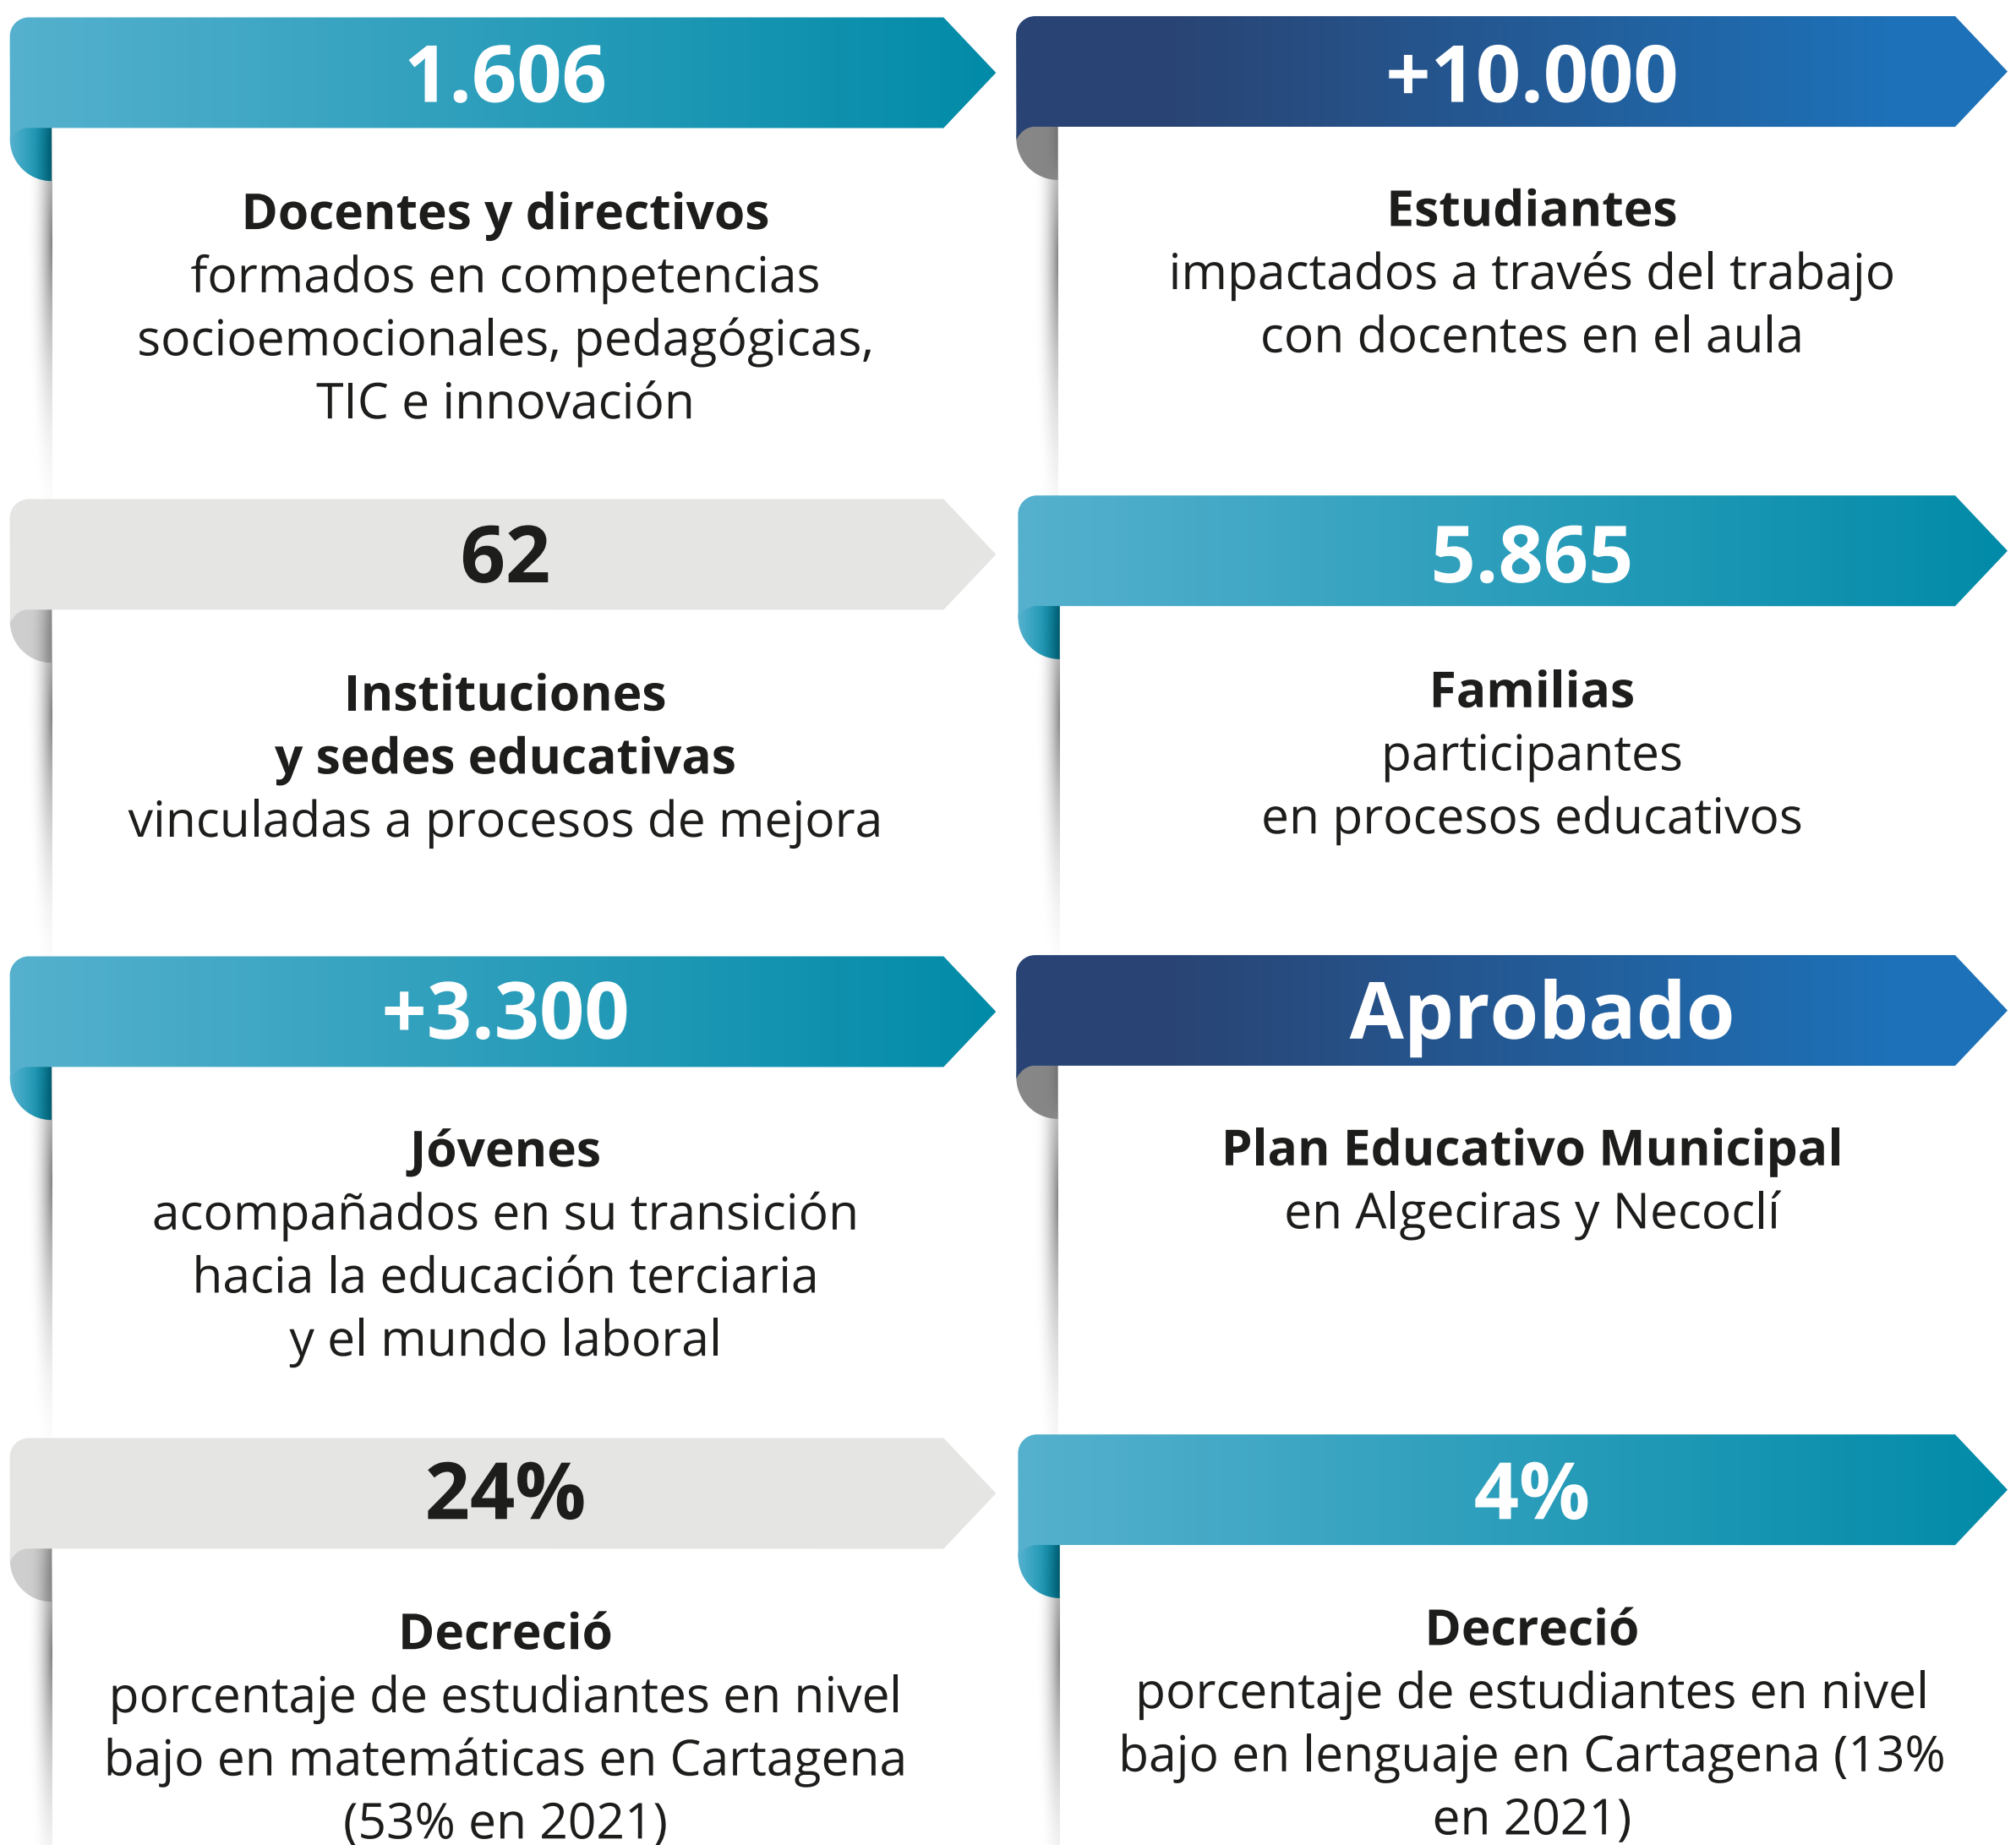 1.606
Docentes y directivos
formados en competencias
socioemocionales, pedagógicas,
TIC e innovación
+10.000
Estudiantes
impactados a través del trabajo
con docentes en el aula
62
Instituciones
y sedes educativas
vinculadas a procesos de mejora
5.865
Familias
participantes
en procesos educativos
+3.300
Jóvenes
acompañados en su transición
hacia la educación terciaria
y el mundo laboral
Aprobado
Plan Educativo Municipal
en Algeciras y Necoclí
24%
Decreció
porcentaje de estudiantes en nivel
bajo en matemáticas en Cartagena
(53% en 2021)
4%
Decreció
porcentaje de estudiantes en nivel
bajo en lenguaje en Cartagena (13%
en 2021)